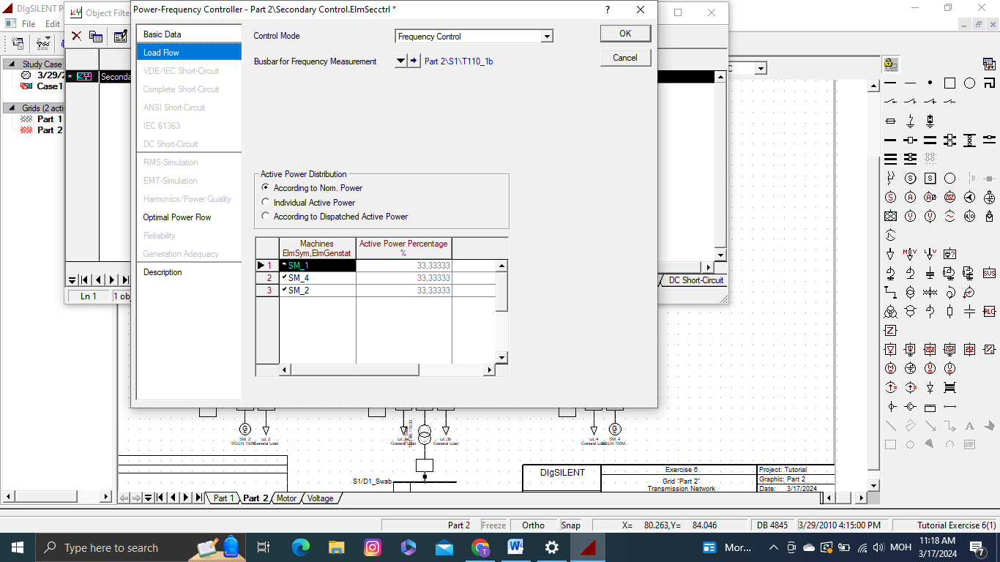 DIgSILENT P
File Edit
Object Filter
Power-Frequency Controller - Part 2\Secondary Control.ElmSecctrl *
?
Basic Data
Load Flow
VDE/IEC Short-Circuit
Complete Short-Circuit
ANSI Short-Circuit
IEC 61363
DC Short-Circuit
RMS-Simulation
EMT-Simulation
Harmonics/Power Quality
Optimal Power Flow
Reliability
Generation Adequacy
Description
Control Mode
Frequency Control
Busbar for Frequency Measurement
Part 2\S1\T110_1b
OK
Cancel
Active Power Distribution
According to Nom. Power
Individual Active Power
According to Dispatched Active Power
Machines
ElmSym,ElmGenstat
Active Power Percentage
%
1 SM_1 33,33333
2 SM_4 33,33333
3 SM_2 33,33333
Study Case
3/29/2
Case1
Grids (2 acti
Part 1
Part 2
* Seconda
Ln 1
1 obj
DC Short-Circuit
C
SM_2
SGEN 150M
Ld_2
General Load
General Load
Ld_3b
General Load
Ld_4
General Load
SM_4
SGEN 150M...
S1/D1_Swab
DIgSILENT
Exercise 6
Grid "Part 2"
Transmission Network
Project: Tutorial
Graphic: Part 2
Date: 3/17/2024
Part 1
Part 2
Motor
Voltage
Part 2
Freeze
Ortho
Snap
X= 80.263,Y= 84.046
DB 4845
3/29/2010 4:15:00 PM
Tutorial Exercise 6(1)
Type here to search
Mor...
МОН
11:18 AM
3/17/2024
7